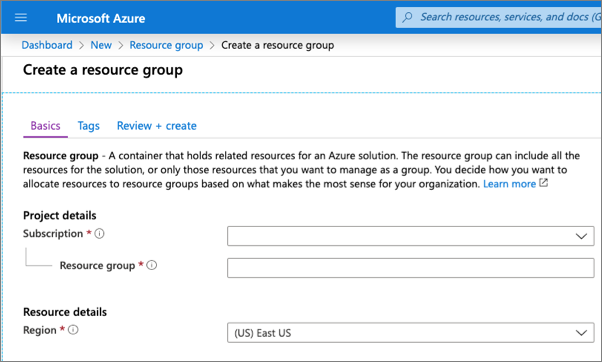 Microsoft Azure
Search resources, services, and docs (G
Dashboard > New > Resource group > Create a resource group
Create a resource group
Basics Tags Review + create
Resource group - A container that holds related resources for an Azure solution. The resource group can include all the
resources for the solution, or only those resources that you want to manage as a group. You decide how you want to
allocate resources to resource groups based on what makes the most sense for your organization. Learn more
Project details
Subscription *
Resource group *
Resource details
Region *
(US) East US